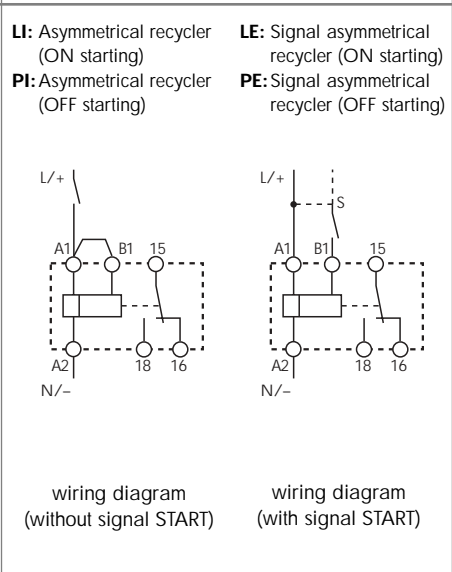 LI: Asymmetrical recycler
(ON starting)
PI: Asymmetrical recycler
(OFF starting)
LE: Signal asymmetrical
recycler (ON starting)
PE: Signal asymmetrical
recycler (OFF starting)
L/+
A1 B1 15
A2 18 16
N/–
wiring diagram
(without signal START)
L/+
S
A1 B1 15
A2 18 16
N/–
wiring diagram
(with signal START)